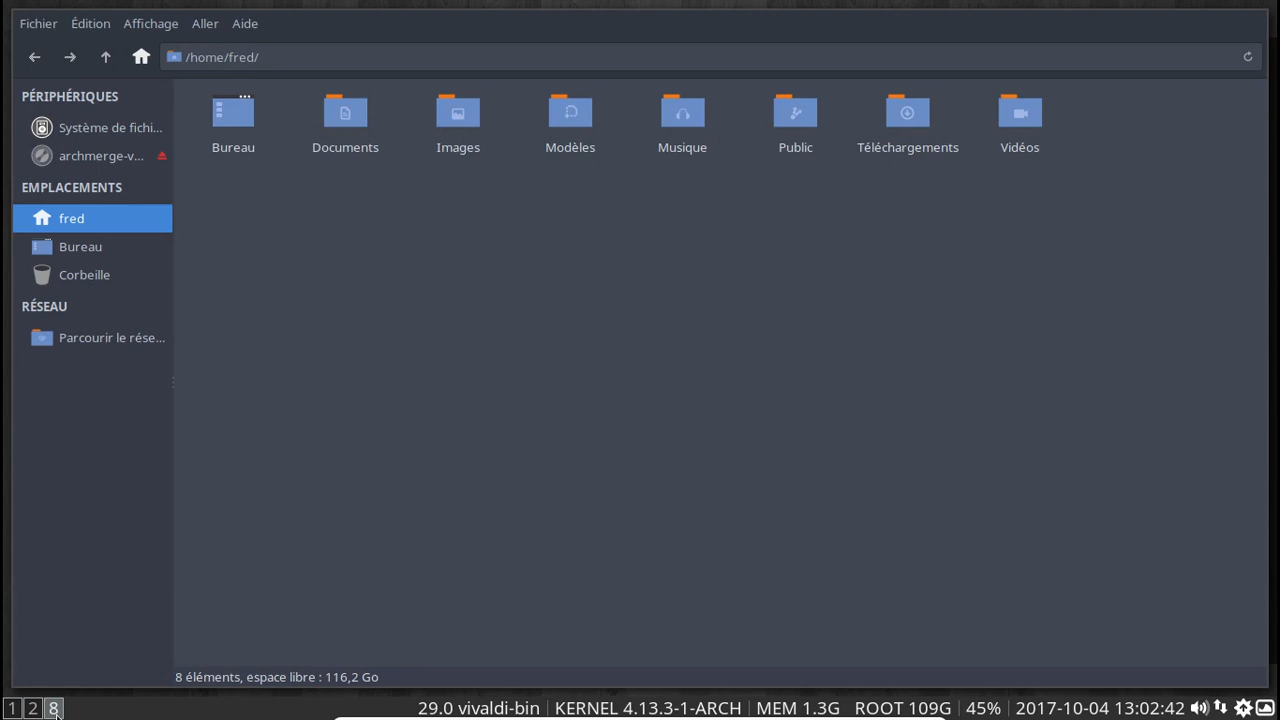 Fichier Édition Affichage Aller Aide
/home/fred/
PÉRIPHÉRIQUES
Système de fichi...
archmerge-v...
EMPLACEMENTS
fred
Bureau
Corbeille
RÉSEAU
Parcourir le rése...
Bureau Documents Images Modèles Musique Public Téléchargements Vidéos
8 éléments, espace libre : 116,2 Go
1 2 8 29.0 vivaldi-bin KERNEL 4.13.3-1-ARCH MEM 1.3G ROOT 109G 45% 2017-10-04 13:02:42